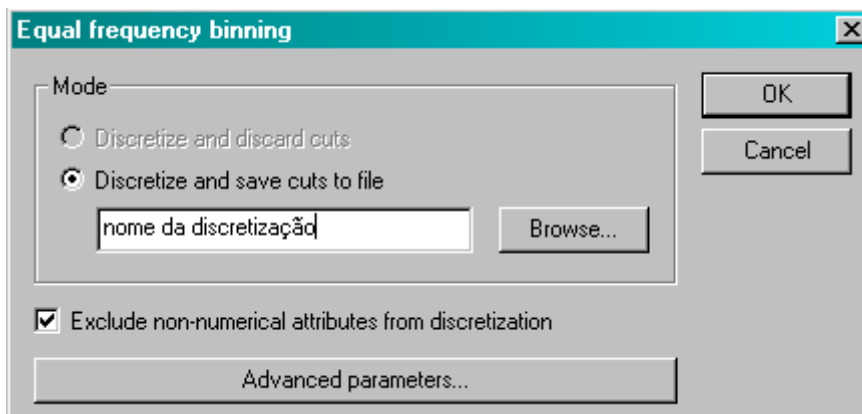 Equal frequency binning
Mode
Discretize and discard cuts
Discretize and save cuts to file
nome da discretização
Browse...
Exclude non-numerical attributes from discretization
Advanced parameters...
OK
Cancel